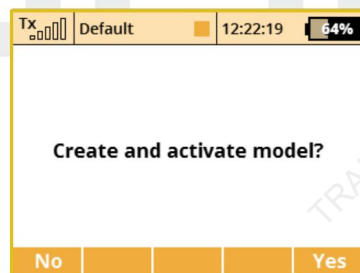 Tx Default 12:22:19 64%
Create and activate model?
No Yes